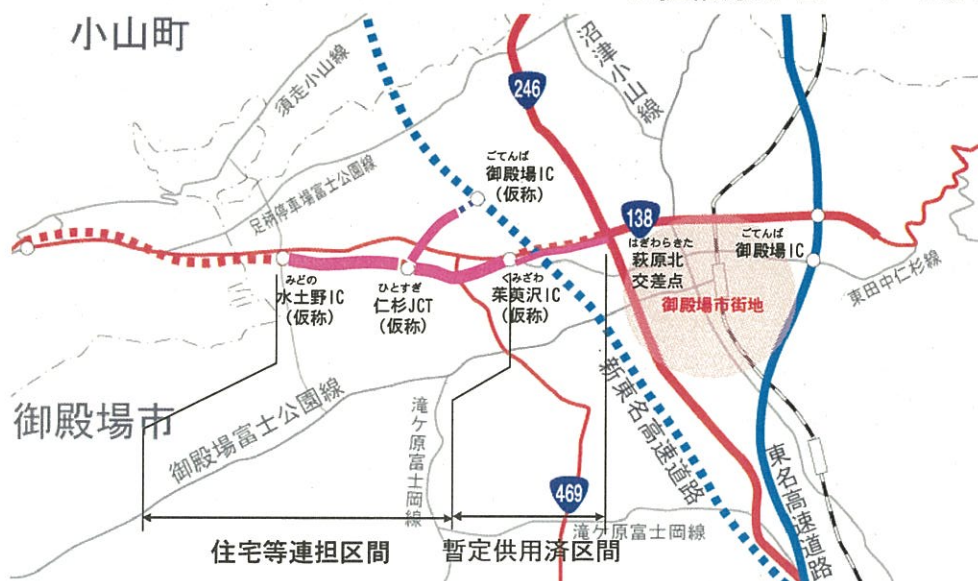 小山町
須走小山線
足柄停車場富士公園線
沼津小山線
246
ごてんば
御殿場IC
(仮称)
138
はぎわらきた
萩原北
交差点
ごてんば
御殿場IC
東田中仁杉線
みどの
水土野IC
(仮称)
ひとすぎ
仁杉JCT
(仮称)
ぐみざわ
茱萸沢IC
(仮称)
御殿場市街地
御殿場市
御殿場富士公園線
滝ケ原富士岡線
新東名高速道路
東名高速道路
469
滝ケ原富士岡線
住宅等連担区間
暫定供用済区間